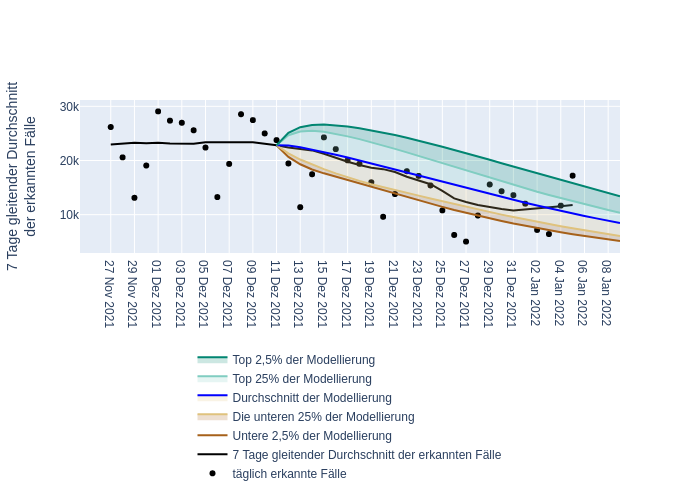 7 Tage gleitender Durchschnitt
der erkannten Fälle
30k
20k
10k
27 Nov 2021
29 Nov 2021
01 Dez 2021
03 Dez 2021
05 Dez 2021
07 Dez 2021
09 Dez 2021
11 Dez 2021
13 Dez 2021
15 Dez 2021
17 Dez 2021
19 Dez 2021
21 Dez 2021
23 Dez 2021
25 Dez 2021
27 Dez 2021
29 Dez 2021
31 Dez 2021
02 Jan 2022
04 Jan 2022
06 Jan 2022
08 Jan 2022
Top 2,5% der Modellierung
Top 25% der Modellierung
Durchschnitt der Modellierung
Die unteren 25% der Modellierung
Untere 2,5% der Modellierung
7 Tage gleitender Durchschnitt der erkannten Fälle
täglich erkannte Fälle